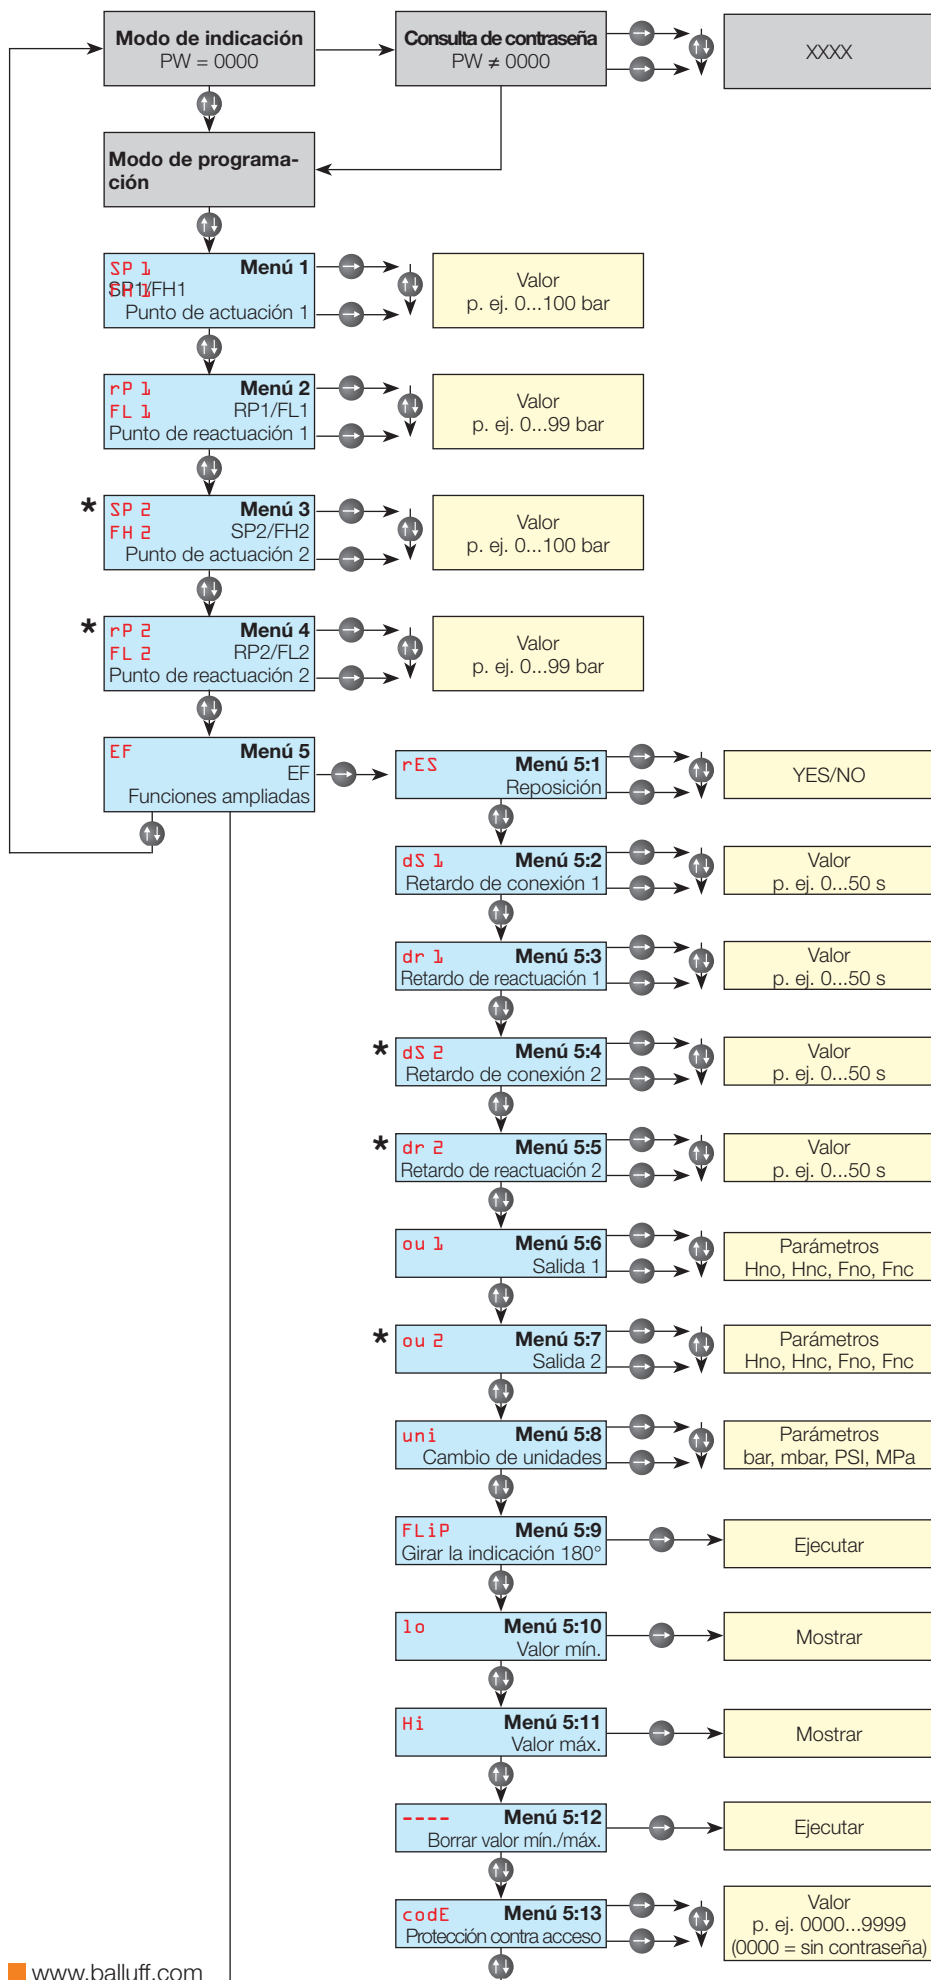 Modo de indicación
PW = 0000
Consulta de contraseña
PW ≠ 0000
XXXX
Modo de programa-
ción
SP 1 Menú 1
FH 1 SP1/FH1
Punto de actuación 1
Valor
p. ej. 0...100 bar
rP 1 Menú 2
FL 1 RP1/FL1
Punto de reactuación 1
Valor
p. ej. 0...99 bar
* SP 2 Menú 3
FH 2 SP2/FH2
Punto de actuación 2
Valor
p. ej. 0...100 bar
* rP 2 Menú 4
FL 2 RP2/FL2
Punto de reactuación 2
Valor
p. ej. 0...99 bar
EF Menú 5
EF
Funciones ampliadas
rES Menú 5:1
Reposición
YES/NO
dS 1 Menú 5:2
Retardo de conexión 1
Valor
p. ej. 0...50 s
dr 1 Menú 5:3
Retardo de reactuación 1
Valor
p. ej. 0...50 s
* dS 2 Menú 5:4
Retardo de conexión 2
Valor
p. ej. 0...50 s
* dr 2 Menú 5:5
Retardo de reactuación 2
Valor
p. ej. 0...50 s
ou 1 Menú 5:6
Salida 1
Parámetros
Hno, Hnc, Fno, Fnc
* ou 2 Menú 5:7
Salida 2
Parámetros
Hno, Hnc, Fno, Fnc
uni Menú 5:8
Cambio de unidades
Parámetros
bar, mbar, PSI, MPa
FLiP Menú 5:9
Girar la indicación 180°
Ejecutar
lo Menú 5:10
Valor mín.
Mostrar
Hi Menú 5:11
Valor máx.
Mostrar
---- Menú 5:12
Borrar valor mín./máx.
Ejecutar
codE Menú 5:13
Protección contra acceso
Valor
p. ej. 0000...9999
(0000 = sin contraseña)
www.balluff.com